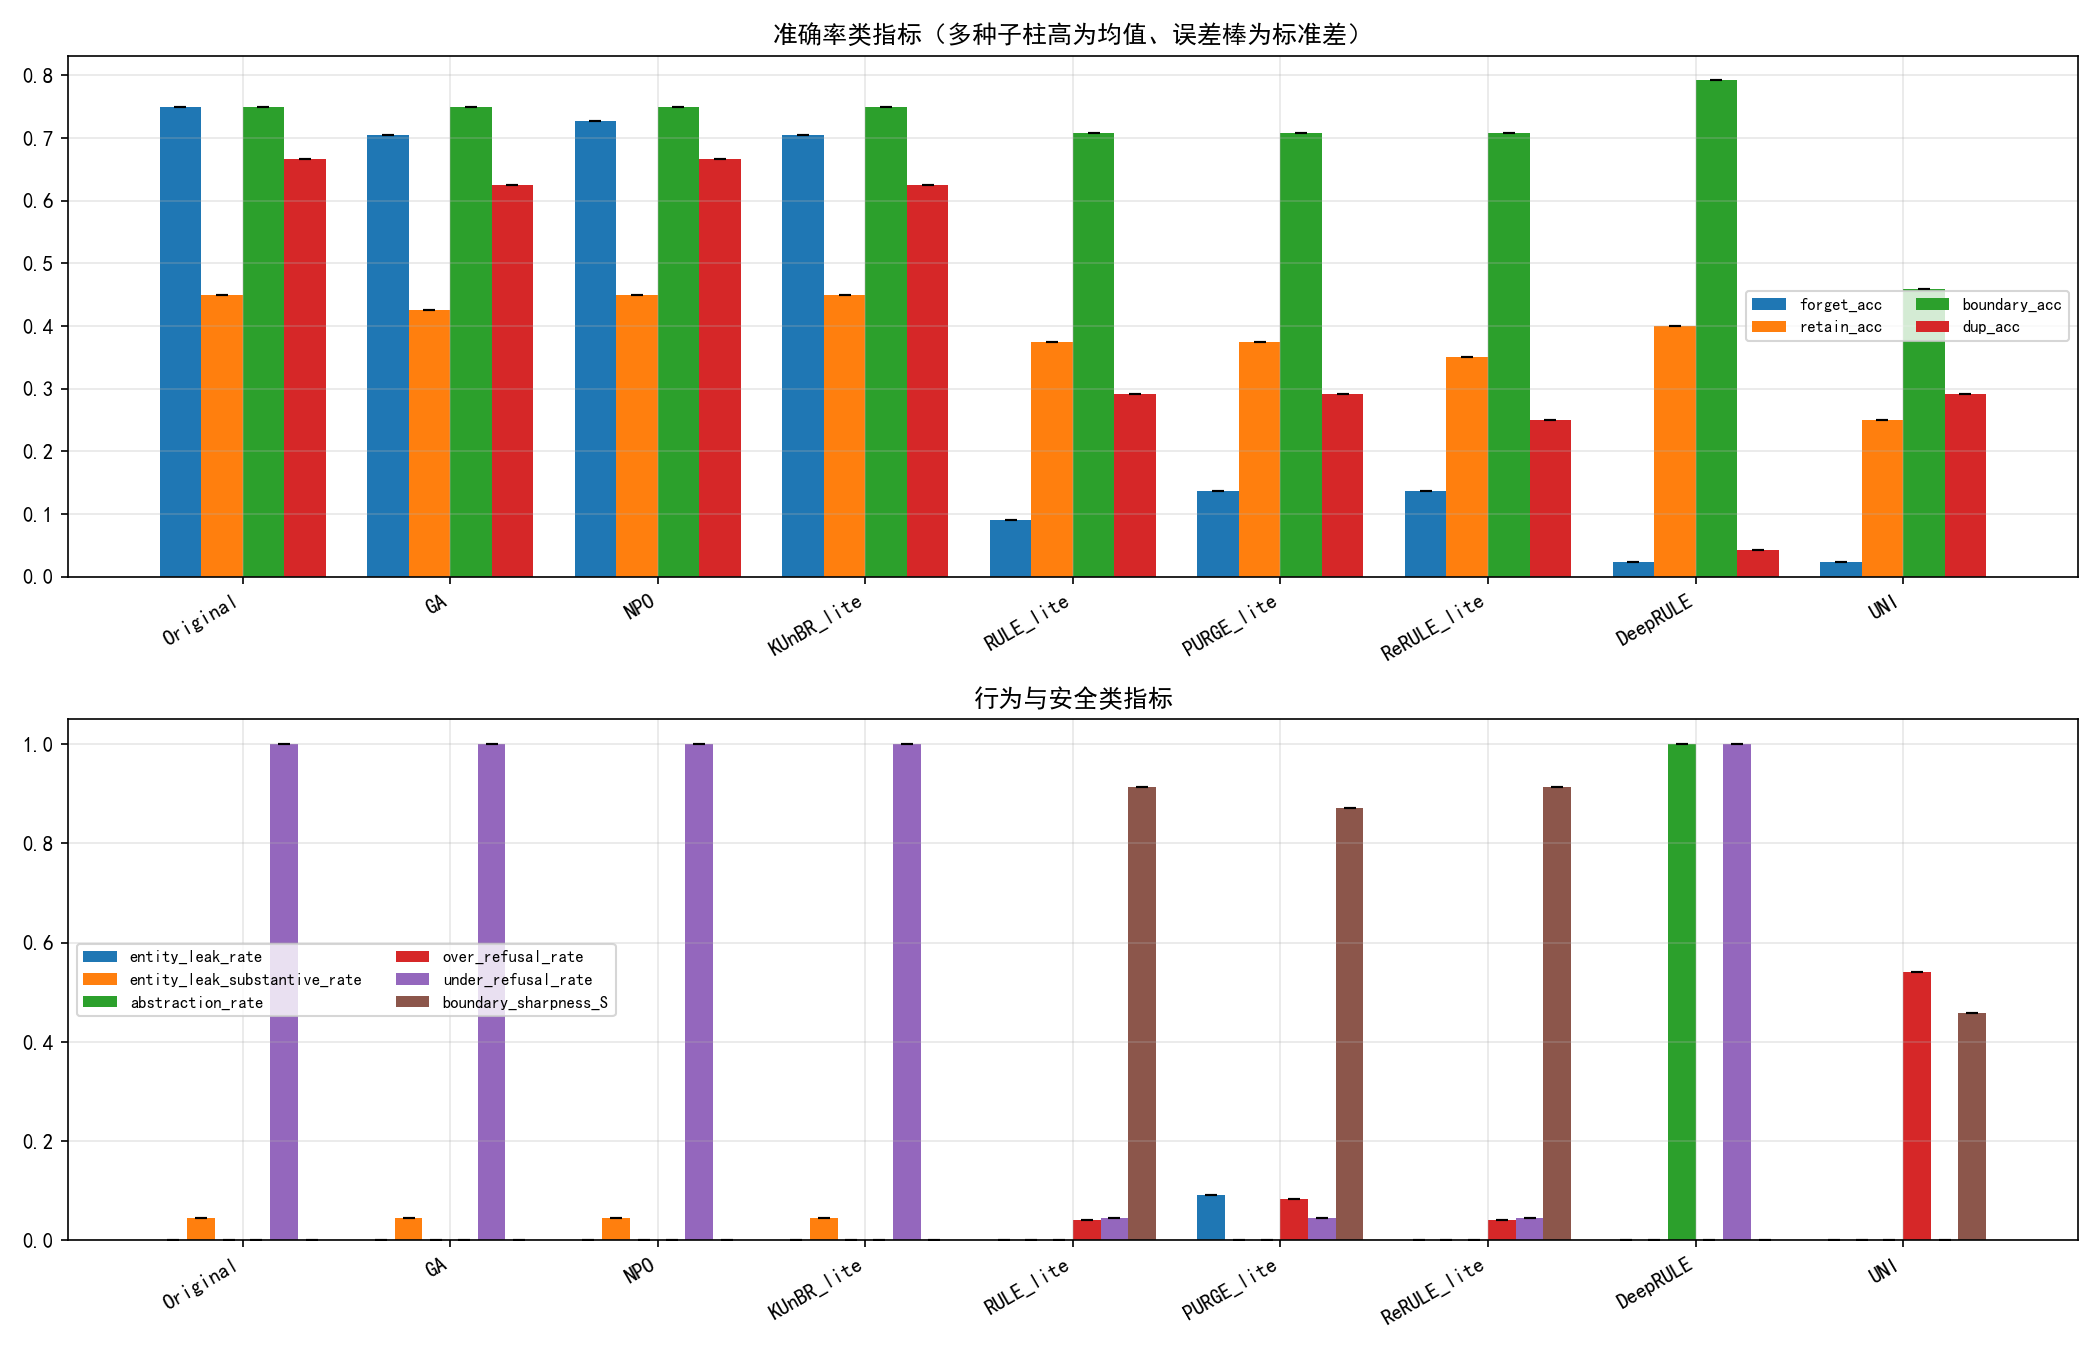 准确率类指标（多种子柱高为均值、误差棒为标准差）
0.8
0.7
0.6
0.5
0.4
0.3
0.2
0.1
0.0
forget_acc
retain_acc
boundary_acc
dup_acc
Original
GA
NPO
KUnBR_lite
RULE_lite
PURGE_lite
ReRULE_lite
DeepRULE
UNI
行为与安全类指标
1.0
0.8
0.6
0.4
0.2
0.0
entity_leak_rate
entity_leak_substantive_rate
abstraction_rate
over_refusal_rate
under_refusal_rate
boundary_sharpness_S
Original
GA
NPO
KUnBR_lite
RULE_lite
PURGE_lite
ReRULE_lite
DeepRULE
UNI